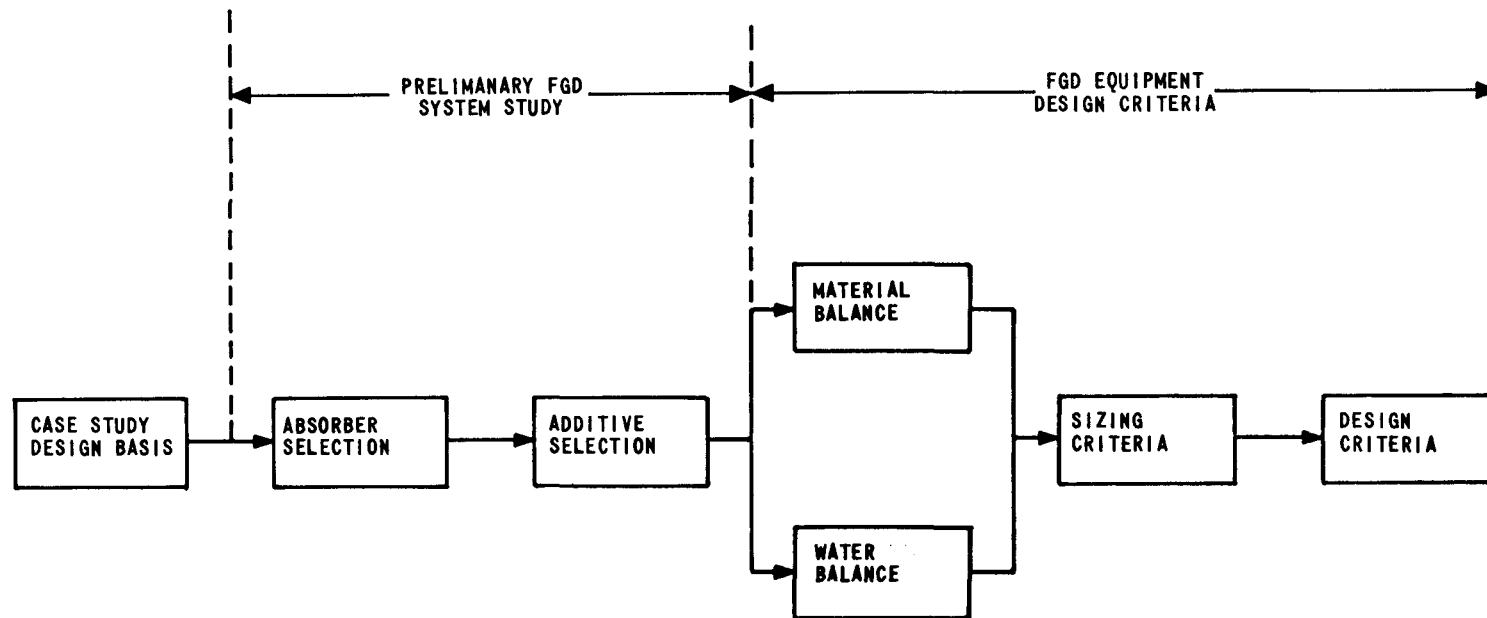 PRELIMANARY FGD
SYSTEM STUDY
FGD EQUIPMENT
DESIGN CRITERIA
MATERIAL
BALANCE
CASE STUDY
DESIGN BASIS
ABSORBER
SELECTION
ADDITIVE
SELECTION
SIZING
CRITERIA
DESIGN
CRITERIA
WATER
BALANCE